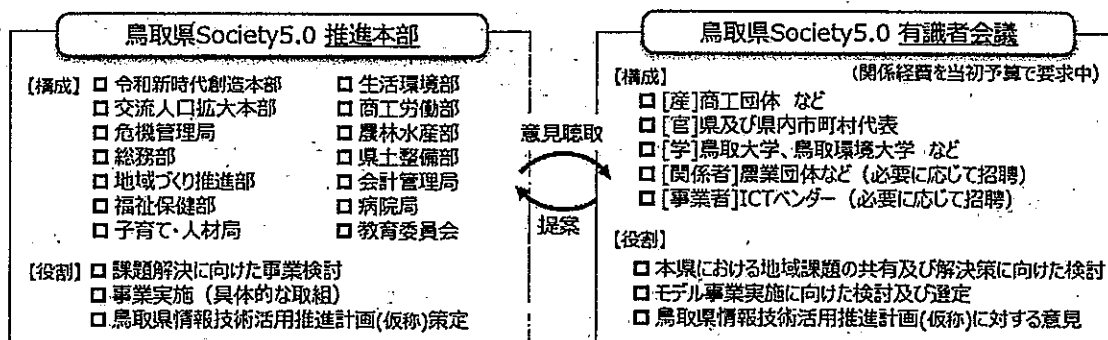 鳥取県Society5.0 推進本部
【構成】 □ 令和新時代創造本部 □ 生活環境部
□ 交流人口拡大本部 □ 商工労働部
□ 危機管理局 □ 農林水産部
□ 総務部 □ 県土整備部
□ 地域づくり推進部 □ 会計管理局
□ 福祉保健部 □ 病院局
□ 子育て・人材局 □ 教育委員会
【役割】 □ 課題解決に向けた事業検討
□ 事業実施（具体的な取組）
□ 鳥取県情報技術活用推進計画(仮称)策定
意見聴取
提案
鳥取県Society5.0 有識者会議
【構成】 (関係経費を当初予算で要求中)
□ [産]商工団体 など
□ [官]県及び県内市町村代表
□ [学]鳥取大学、鳥取環境大学 など
□ [関係者]農業団体など（必要に応じて招聘）
□ [事業者]ICTベンダー（必要に応じて招聘）
【役割】
□ 本県における地域課題の共有及び解決策に向けた検討
□ モデル事業実施に向けた検討及び選定
□ 鳥取県情報技術活用推進計画(仮称)に対する意見